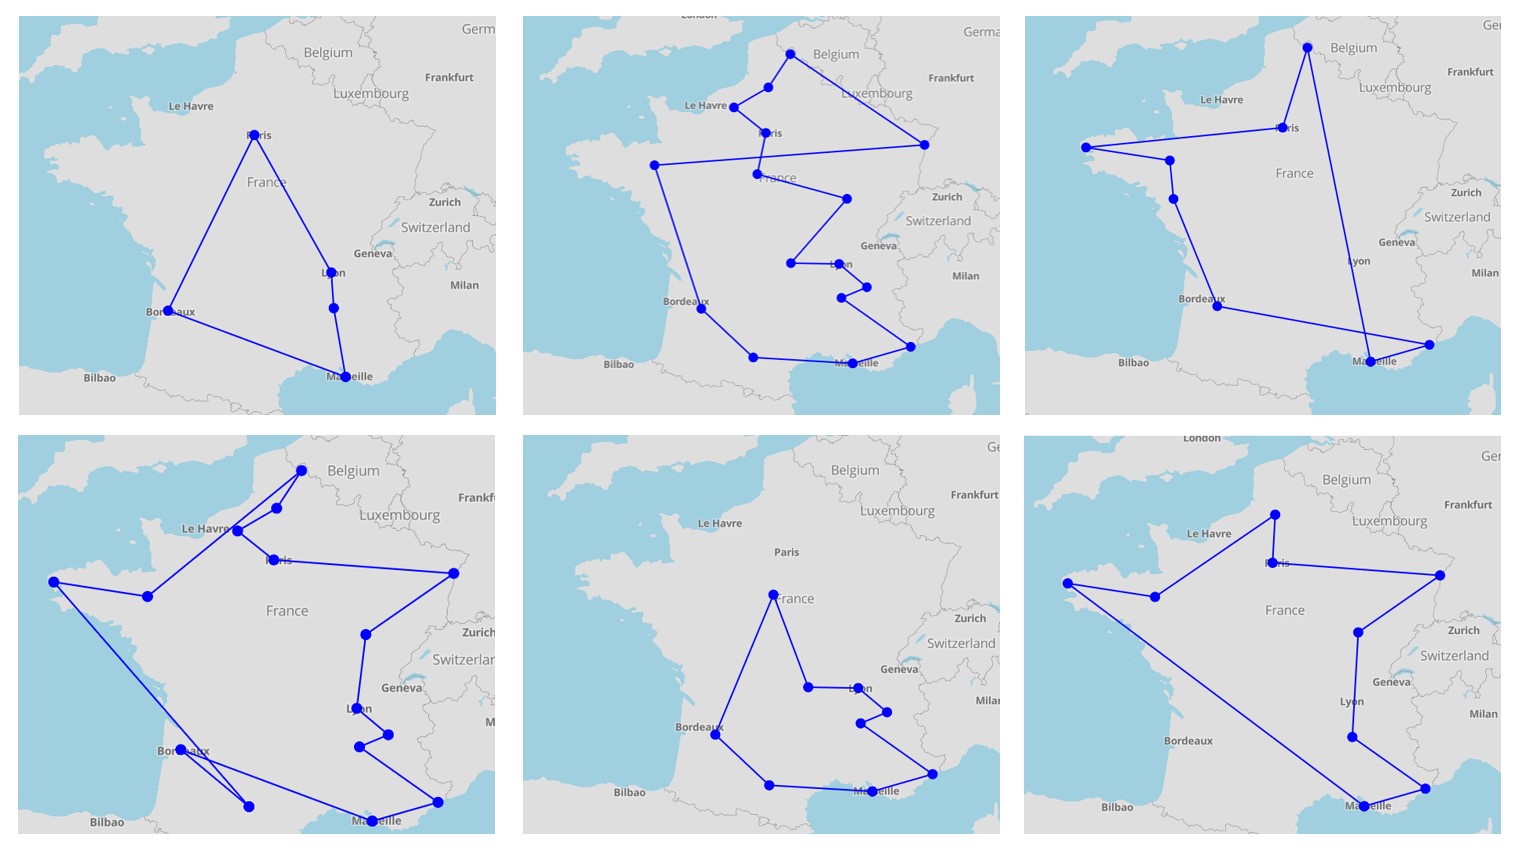 Germ
Belgium
Frankfurt
Luxembourg
Le Havre
Paris
France
Zurich
Switzerland
Geneva
Lyon
Milan
Bordeaux
Marseille
Bilbao
London
Germa
Belgium
Frankfurt
Luxembourg
Le Havre
Paris
France
Zurich
Switzerland
Geneva
Lyon
Milan
Bordeaux
Marseille
Bilbao
Ger
Belgium
Frankfurt
Luxembourg
Le Havre
Paris
France
Zurich
Switzerland
Geneva
Lyon
Milan
Bordeaux
Marseille
Bilbao
Belgium
Frankf
Luxembourg
Le Havre
Paris
France
Zurich
Switzerlar
Geneva
Lyon
M
Bordeaux
Marseille
Bilbao
Ge
Belgium
Frankfurt
Luxembourg
Le Havre
Paris
France
Zurich
Switzerland
Geneva
Lyon
Milar
Bordeaux
Marseille
Bilbao
London
Ger
Belgium
Frankfurt
Luxembourg
Le Havre
Paris
France
Zurich
Switzerland
Geneva
Lyon
Milan
Bordeaux
Marseille
Bilbao